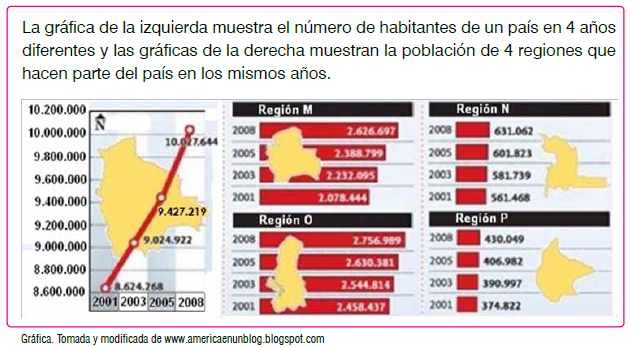 La gráfica de la izquierda muestra el número de habitantes de un país en 4 años
diferentes y las gráficas de la derecha muestran la población de 4 regiones que
hacen parte del país en los mismos años.
10.200.000
10.000.000
9.800.000
9.600.000
9.400.000
9.200.000
9.000.000
8.800.000
8.600.000
N
10.027.644
9.427.219
9.024.922
8.624.268
2001 2003 2005 2008
Región M
2008 2.626.697
2005 2.388.799
2003 2.232.095
2001 2.078.444
Región N
2008 631.062
2005 601.823
2003 581.739
2001 561.468
Región O
2008 2.756.989
2005 2.630.381
2003 2.544.814
2001 2.458.437
Región P
2008 430.049
2005 406.982
2003 390.997
2001 374.822
Gráfica. Tomada y modificada de www.americaenunblog.blogspot.com